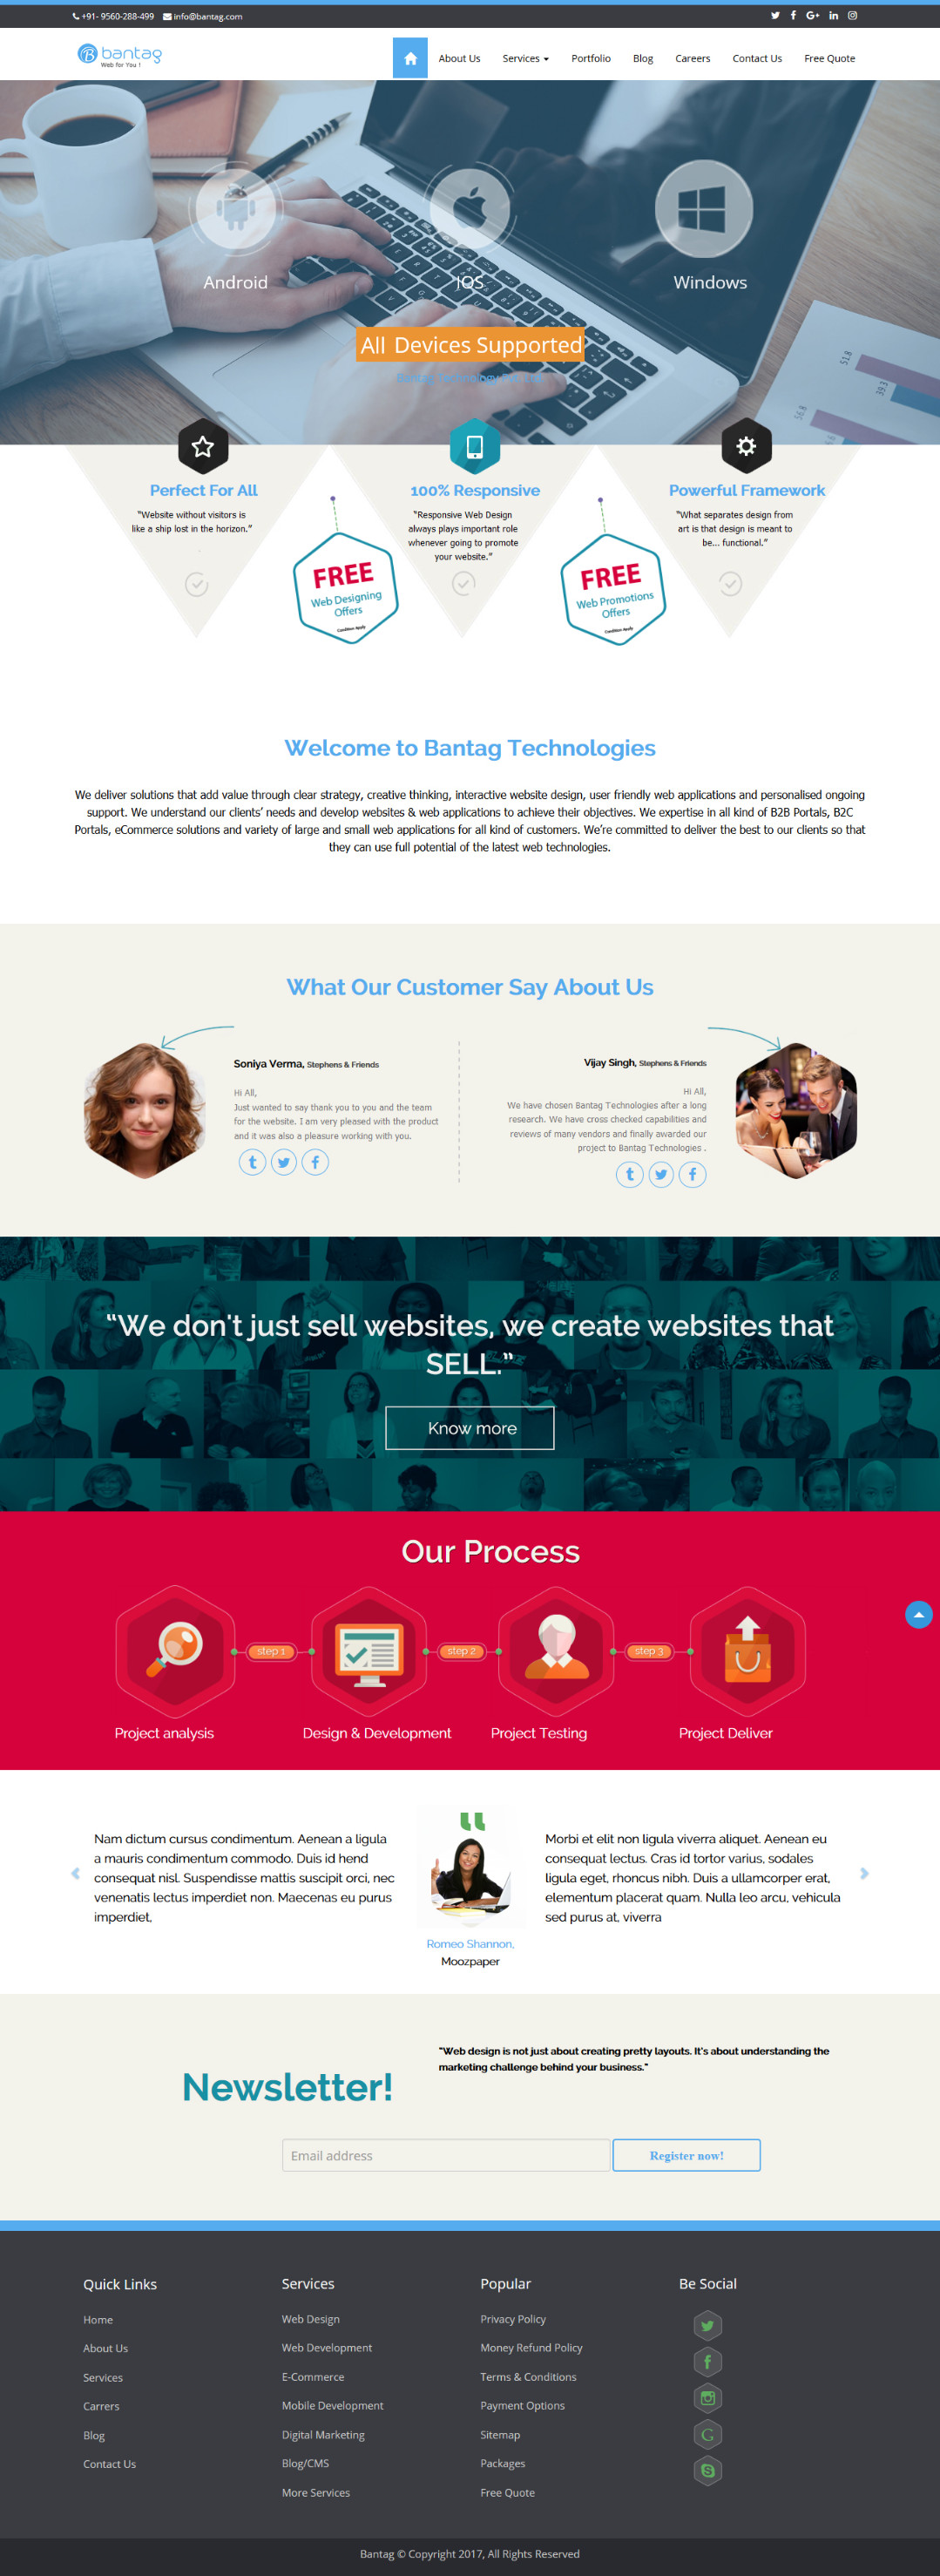 +91- 9560-288-499 info@bantag.com
bantag
Web for You !
About Us Services Portfolio Blog Careers Contact Us Free Quote
Android IOS Windows
All Devices Supported
51.8
39.3
56.8
Perfect For All
"Website without visitors is
like a ship lost in the horizon."
100% Responsive
"Responsive Web Design
always plays important role
whenever going to promote
your website."
Powerful Framework
"What separates design from
art is that design is meant to
be... functional."
FREE
Web Designing
Offers
Condition Apply
FREE
Web Promotions
Offers
Condition Apply
Welcome to Bantag Technologies
We deliver solutions that add value through clear strategy, creative thinking, interactive website design, user friendly web applications and personalised ongoing
support. We understand our clients' needs and develop websites & web applications to achieve their objectives. We expertise in all kind of B2B Portals, B2C
Portals, eCommerce solutions and variety of large and small web applications for all kind of customers. We're committed to deliver the best to our clients so that
they can use full potential of the latest web technologies.
What Our Customer Say About Us
Soniya Verma, Stephens & Friends
Hi All,
Just wanted to say thank you to you and the team
for the website. I am very pleased with the product
and it was also a pleasure working with you.
Vijay Singh, Stephens & Friends
Hi All,
We have chosen Bantag Technologies after a long
research. We have cross checked capabilities and
reviews of many vendors and finally awarded our
project to Bantag Technologies .
"We don't just sell websites, we create websites that
SELL."
Know more
Our Process
step 1 step 2 step 3
Project analysis Design & Development Project Testing Project Deliver
Nam dictum cursus condimentum. Aenean a ligula
a mauris condimentum commodo. Duis id hend
consequat nisl. Suspendisse mattis suscipit orci, nec
venenatis lectus imperdiet non. Maecenas eu purus
imperdiet,
Romeo Shannon,
Moozpaper
Morbi et elit non ligula viverra aliquet. Aenean eu
consequat lectus. Cras id tortor varius, sodales
ligula eget, rhoncus nibh. Duis a ullamcorper erat,
elementum placerat quam. Nulla leo arcu, vehicula
sed purus at, viverra
Newsletter!
"Web design is not just about creating pretty layouts. It's about understanding the
marketing challenge behind your business."
Email address
Register now!
Quick Links
Home
About Us
Services
Carrers
Blog
Contact Us
Services
Web Design
Web Development
E-Commerce
Mobile Development
Digital Marketing
Blog/CMS
More Services
Popular
Privacy Policy
Money Refund Policy
Terms & Conditions
Payment Options
Sitemap
Packages
Free Quote
Be Social
Bantag © Copyright 2017, All Rights Reserved